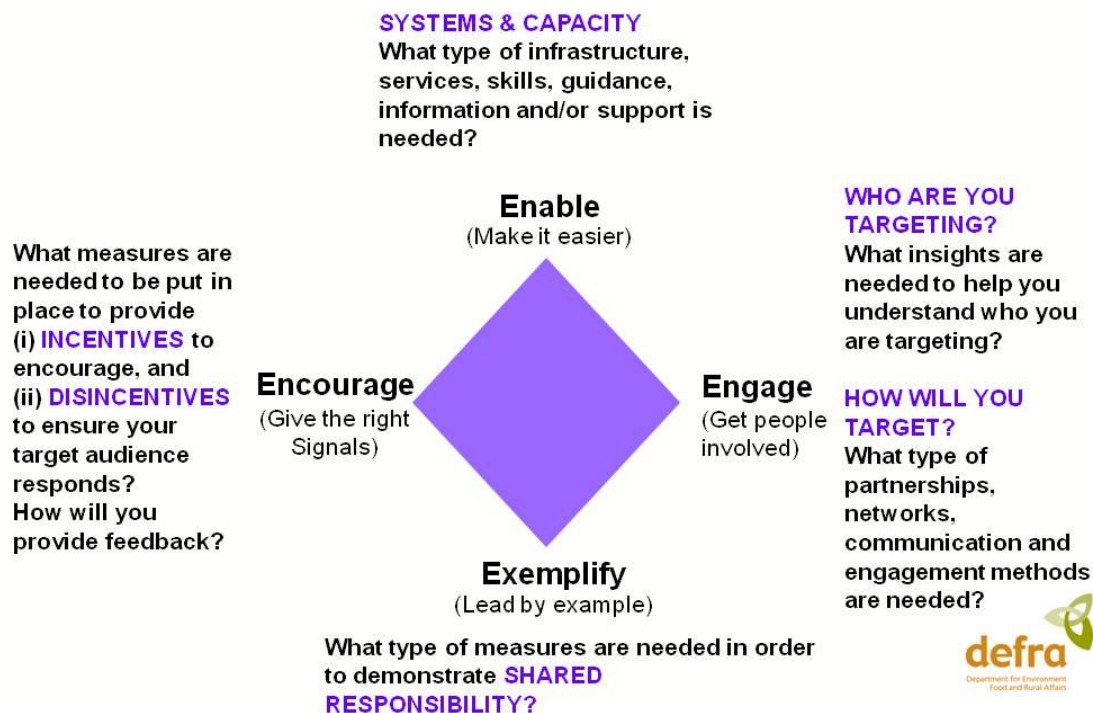 SYSTEMS & CAPACITY
What type of infrastructure,
services, skills, guidance,
information and/or support is
needed?
Enable
(Make it easier)
What measures are
needed to be put in
place to provide
(i) INCENTIVES to
encourage, and
(ii) DISINCENTIVES
to ensure your
target audience
responds?
How will you
provide feedback?
Encourage
(Give the right
Signals)
Engage
(Get people
involved)
WHO ARE YOU
TARGETING?
What insights are
needed to help you
understand who you
are targeting?
HOW WILL YOU
TARGET?
What type of
partnerships,
networks,
communication and
engagement methods
are needed?
Exemplify
(Lead by example)
What type of measures are needed in order
to demonstrate SHARED
RESPONSIBILITY?
defra
Department for Environment
Food and Rural Affairs